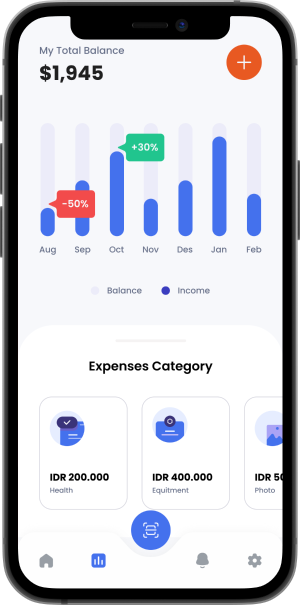 My Total Balance
$1,945
+30%
-50%
Aug Sep Oct Nov Des Jan Feb
Balance Income
Expenses Category
IDR 200.000 IDR 400.000 IDR 50
Health Equitment Photo